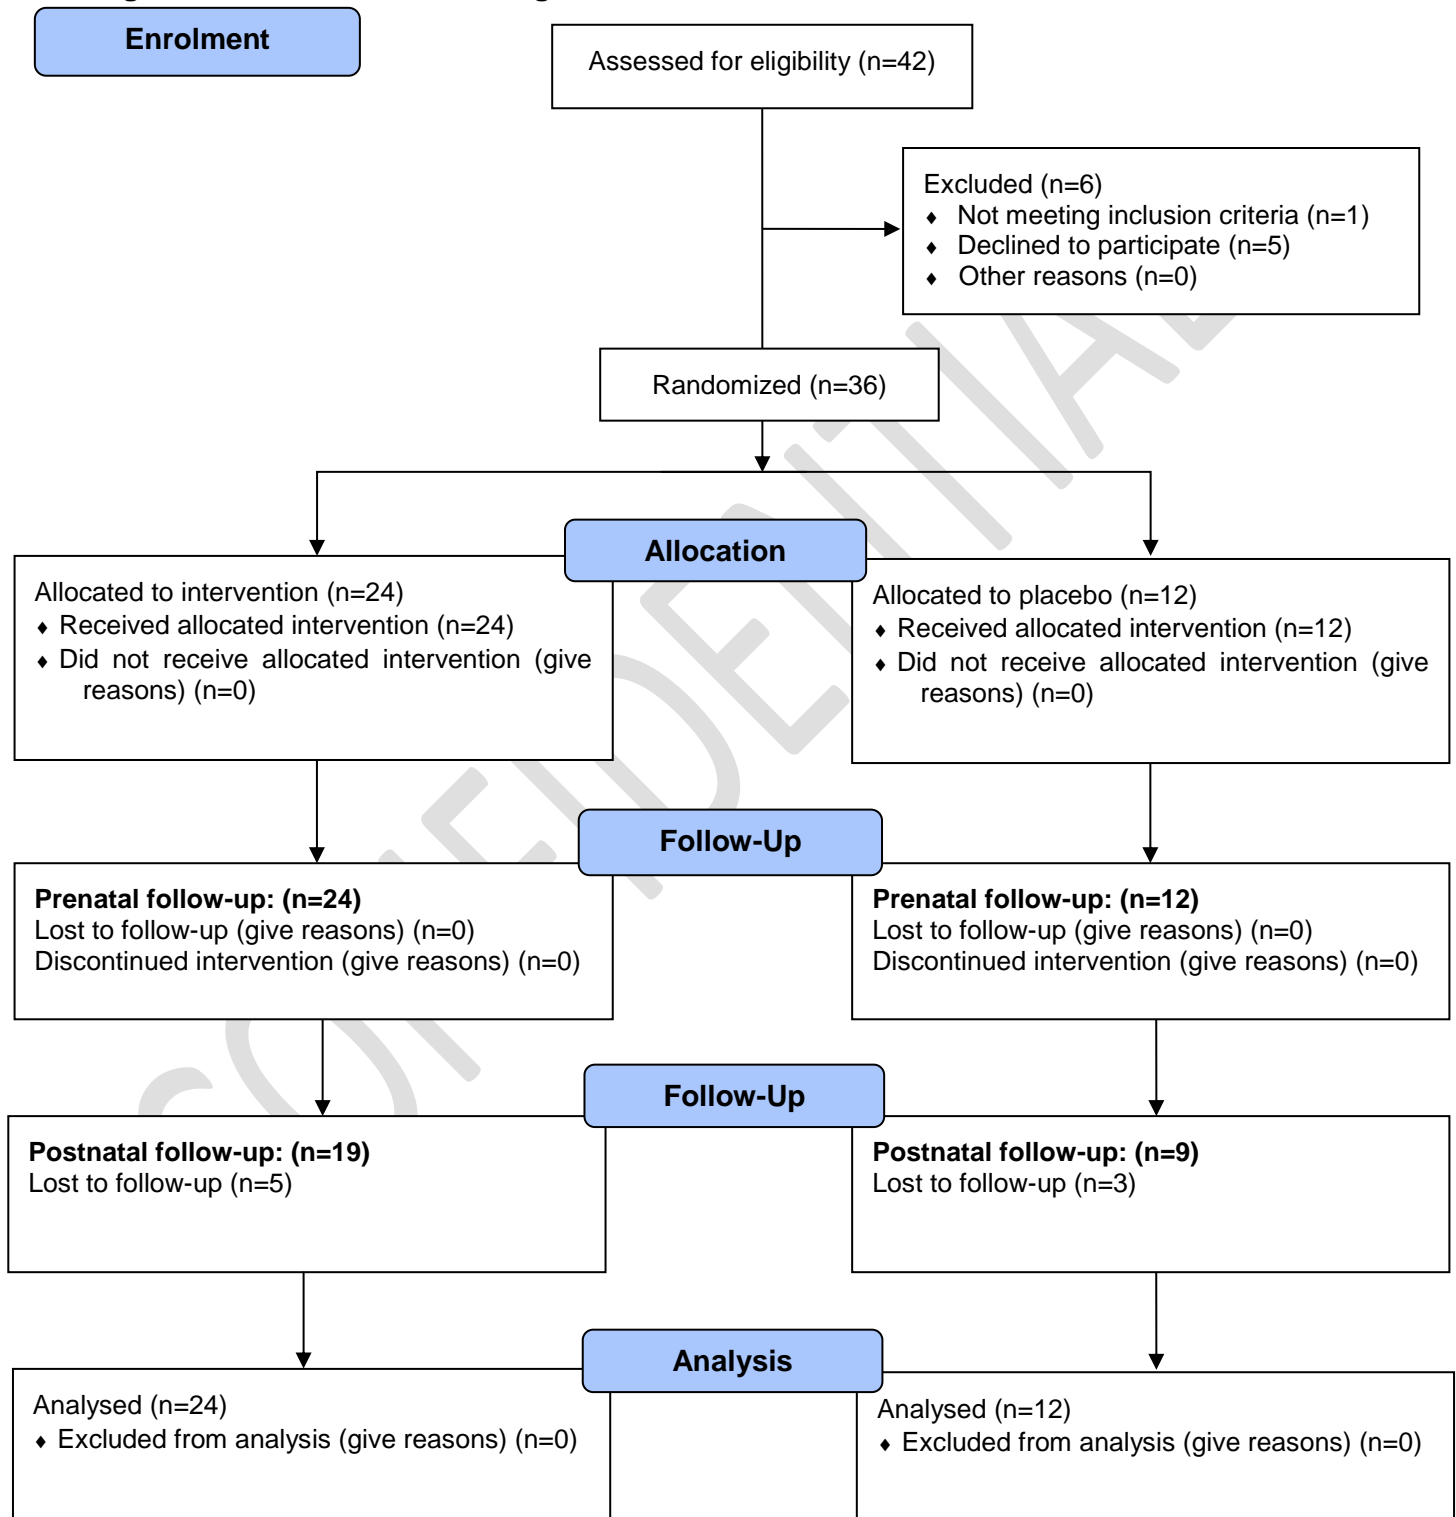 Enrolment
Assessed for eligibility (n=42)
Excluded (n=6)
♦ Not meeting inclusion criteria (n=1)
♦ Declined to participate (n=5)
♦ Other reasons (n=0)
Randomized (n=36)
Allocation
Allocated to intervention (n=24)
♦ Received allocated intervention (n=24)
♦ Did not receive allocated intervention (give
reasons) (n=0)
Allocated to placebo (n=12)
♦ Received allocated intervention (n=12)
♦ Did not receive allocated intervention (give
reasons) (n=0)
Follow-Up
Prenatal follow-up: (n=24)
Lost to follow-up (give reasons) (n=0)
Discontinued intervention (give reasons) (n=0)
Prenatal follow-up: (n=12)
Lost to follow-up (give reasons) (n=0)
Discontinued intervention (give reasons) (n=0)
Follow-Up
Postnatal follow-up: (n=19)
Lost to follow-up (n=5)
Postnatal follow-up: (n=9)
Lost to follow-up (n=3)
Analysis
Analysed (n=24)
♦ Excluded from analysis (give reasons) (n=0)
Analysed (n=12)
♦ Excluded from analysis (give reasons) (n=0)
CONFIDENTIAL